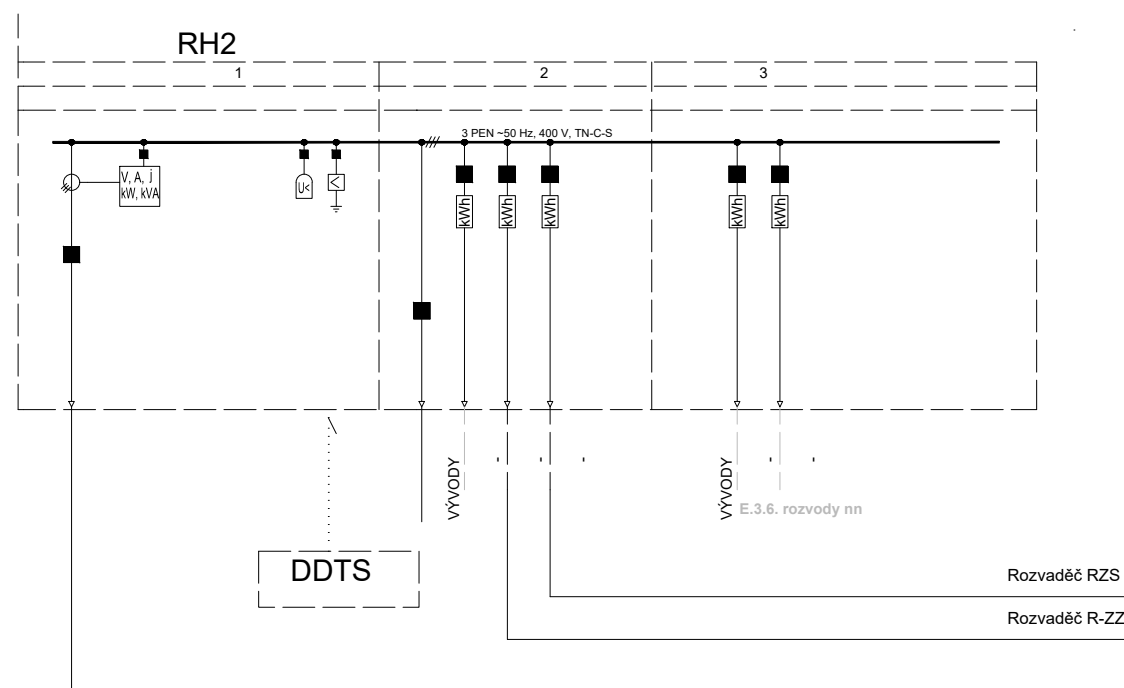 RH2
1
2
3
3 PEN ~50 Hz, 400 V, TN-C-S
V, A, j
kW, kVA
U<
kWh
kWh
kWh
kWh
kWh
VÝVODY
VÝVODY
E.3.6. rozvody nn
DDTS
Rozvaděč RZS
Rozvaděč R-ZZ